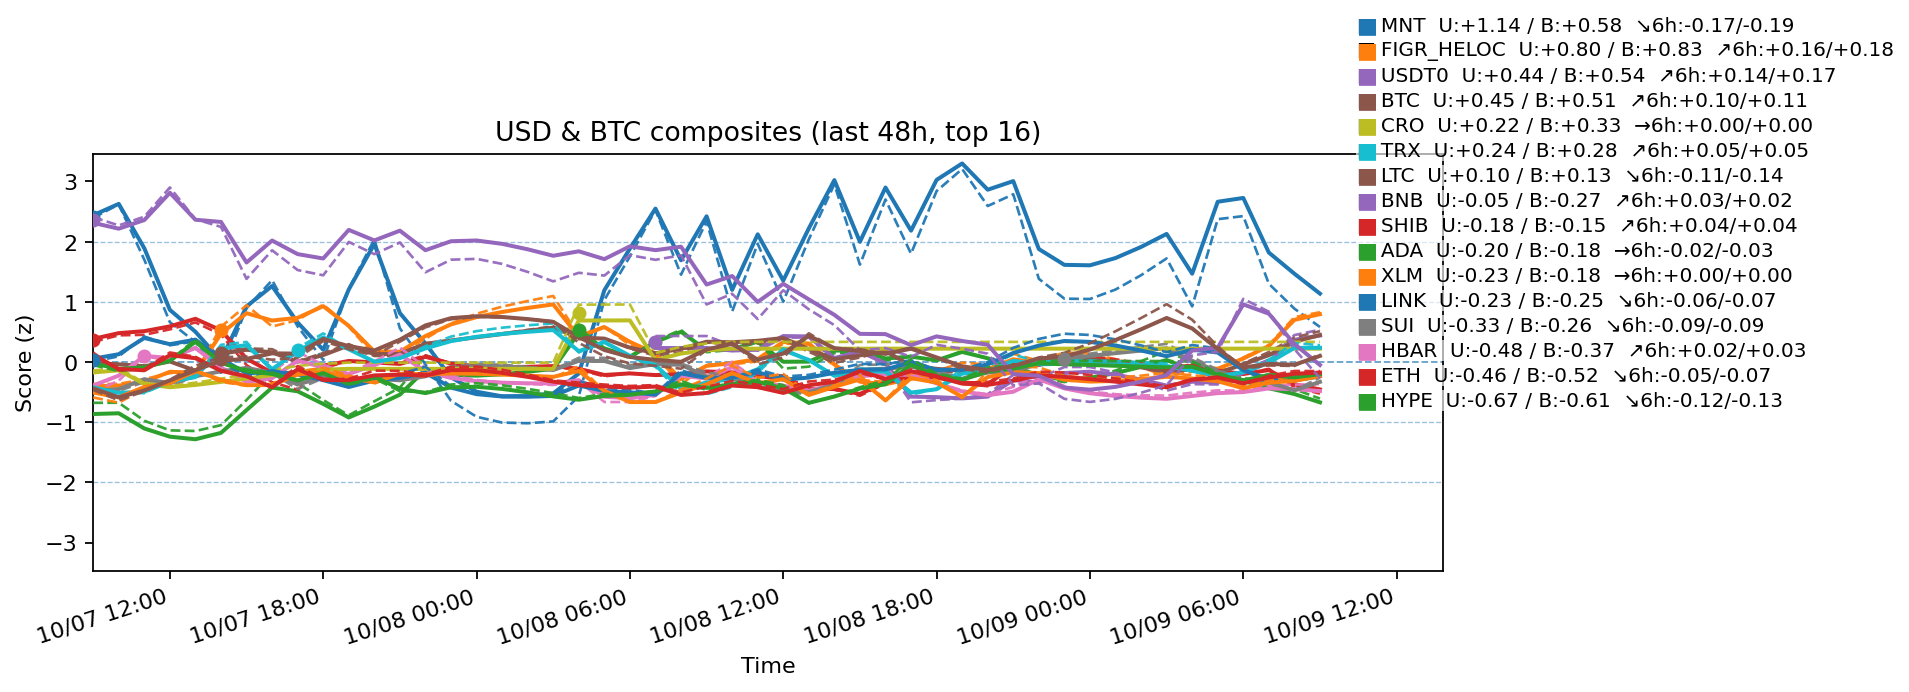 MNT  U:+1.14 / B:+0.58  ↘6h:-0.17/-0.19
FIGR_HELOC  U:+0.80 / B:+0.83  ↗6h:+0.16/+0.18
USDT0  U:+0.44 / B:+0.54  ↗6h:+0.14/+0.17
BTC  U:+0.45 / B:+0.51  ↗6h:+0.10/+0.11
CRO  U:+0.22 / B:+0.33  →6h:+0.00/+0.00
TRX  U:+0.24 / B:+0.28  ↗6h:+0.05/+0.05
LTC  U:+0.10 / B:+0.13  ↘6h:-0.11/-0.14
BNB  U:-0.05 / B:-0.27  ↗6h:+0.03/+0.02
SHIB  U:-0.18 / B:-0.15  ↗6h:+0.04/+0.04
ADA  U:-0.20 / B:-0.18  →6h:-0.02/-0.03
XLM  U:-0.23 / B:-0.18  →6h:+0.00/+0.00
LINK  U:-0.23 / B:-0.25  ↘6h:-0.06/-0.07
SUI  U:-0.33 / B:-0.26  ↘6h:-0.09/-0.09
HBAR  U:-0.48 / B:-0.37  ↗6h:+0.02/+0.03
ETH  U:-0.46 / B:-0.52  ↘6h:-0.05/-0.07
HYPE  U:-0.67 / B:-0.61  ↘6h:-0.12/-0.13
USD & BTC composites (last 48h, top 16)
Score (z)
3
2
1
0
−1
−2
−3
10/07 12:00
10/07 18:00
10/08 00:00
10/08 06:00
10/08 12:00
10/08 18:00
10/09 00:00
10/09 06:00
10/09 12:00
Time